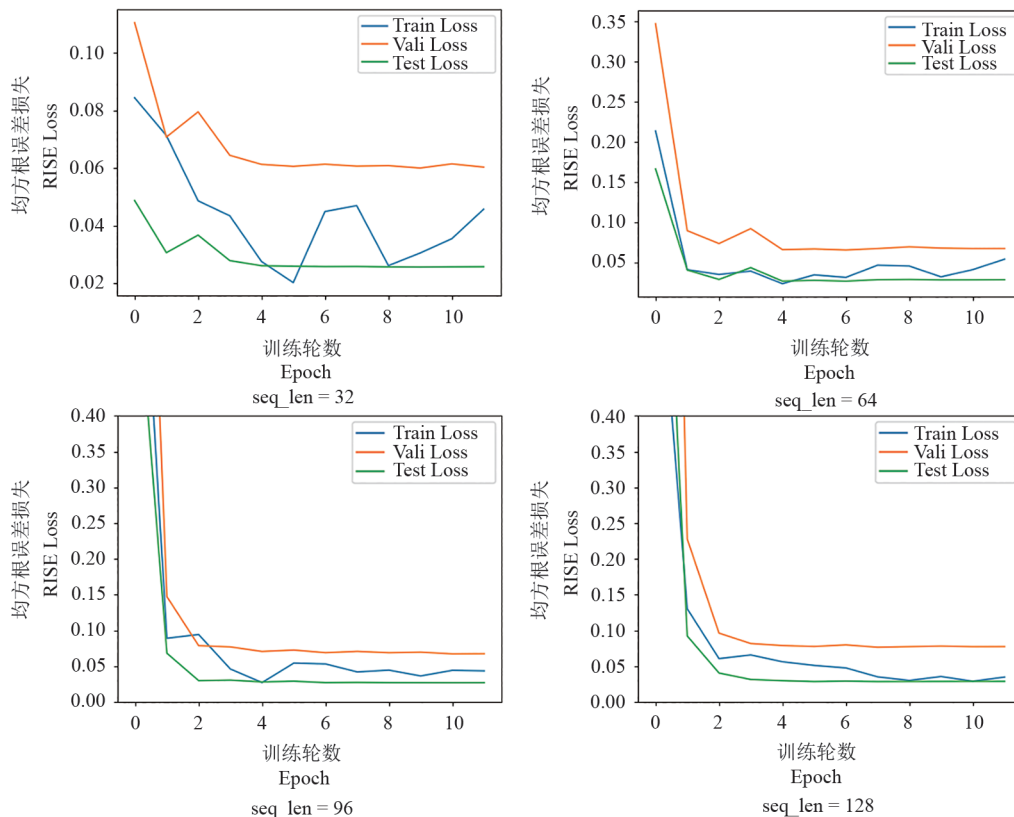 0.10
0.08
0.06
0.04
0.02
均方根误差损失
RISE Loss
Train Loss
Vali Loss
Test Loss
0 2 4 6 8 10
训练轮数
Epoch
seq_len = 32
0.35
0.30
0.25
0.20
0.15
0.10
0.05
均方根误差损失
RISE Loss
Train Loss
Vali Loss
Test Loss
0 2 4 6 8 10
训练轮数
Epoch
seq_len = 64
0.40
0.35
0.30
0.25
0.20
0.15
0.10
0.05
0.00
均方根误差损失
RISE Loss
Train Loss
Vali Loss
Test Loss
0 2 4 6 8 10
训练轮数
Epoch
seq_len = 96
0.40
0.35
0.30
0.25
0.20
0.15
0.10
0.05
0.00
均方根误差损失
RISE Loss
Train Loss
Vali Loss
Test Loss
0 2 4 6 8 10
训练轮数
Epoch
seq_len = 128